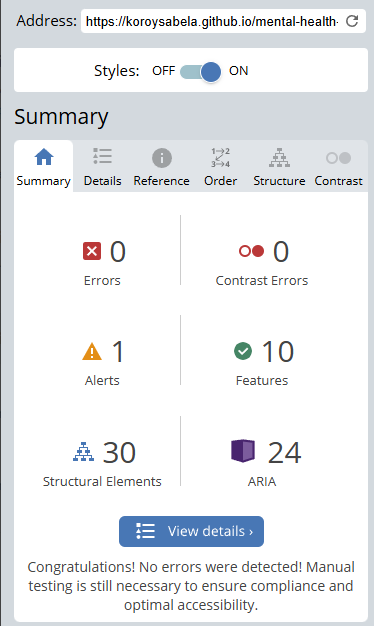 Address: https://koroysabela.github.io/mental-health-
Styles: OFF ON
Summary
Summary Details Reference Order Structure Contrast
0 0
Errors Contrast Errors
1 10
Alerts Features
30 24
Structural Elements ARIA
View details ›
Congratulations! No errors were detected! Manual
testing is still necessary to ensure compliance and
optimal accessibility.